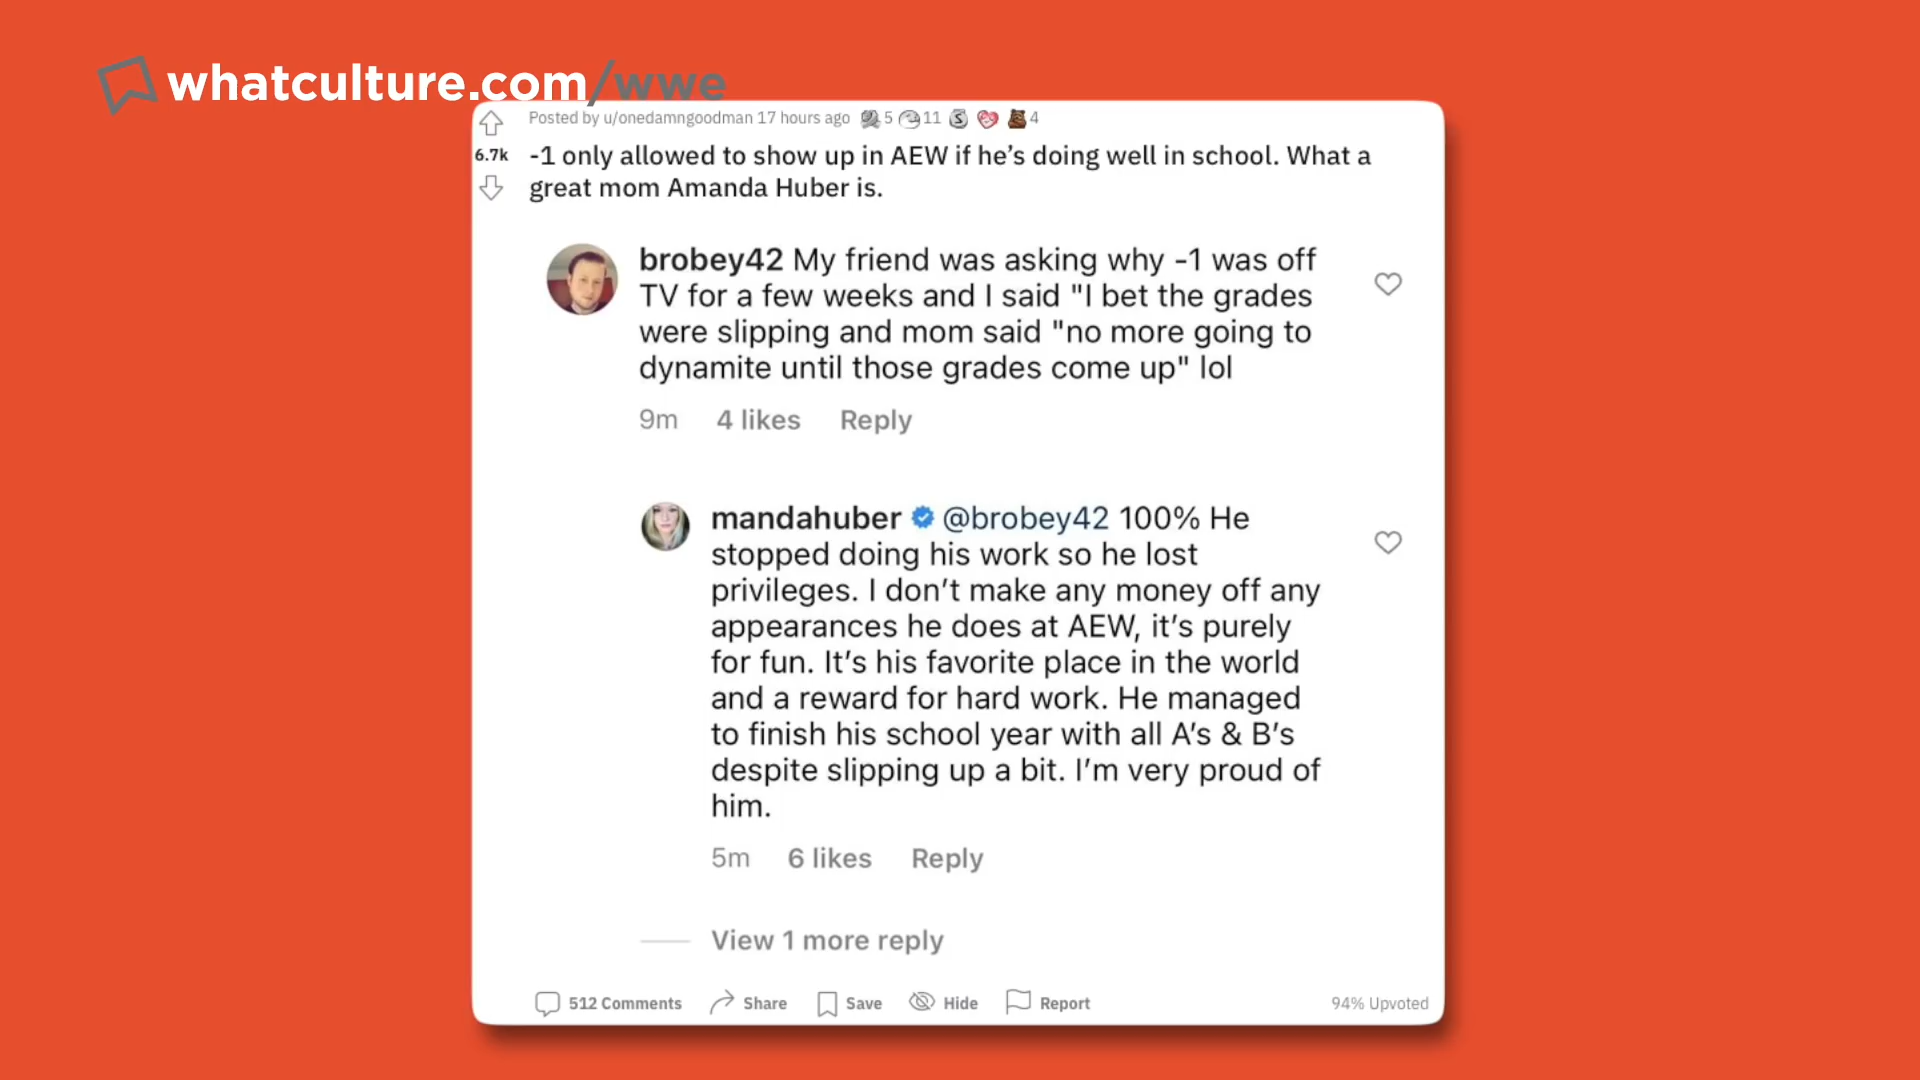 whatculture.com/wwe
Posted by u/onedamngoodman 17 hours ago 5 11 S 4
6.7k
-1 only allowed to show up in AEW if he’s doing well in school. What a
great mom Amanda Huber is.
brobey42 My friend was asking why -1 was off
TV for a few weeks and I said "I bet the grades
were slipping and mom said "no more going to
dynamite until those grades come up" lol
9m 4 likes Reply
mandahuber @brobey42 100% He
stopped doing his work so he lost
privileges. I don’t make any money off any
appearances he does at AEW, it’s purely
for fun. It’s his favorite place in the world
and a reward for hard work. He managed
to finish his school year with all A’s & B’s
despite slipping up a bit. I’m very proud of
him.
5m 6 likes Reply
View 1 more reply
512 Comments Share Save Hide Report 94% Upvoted